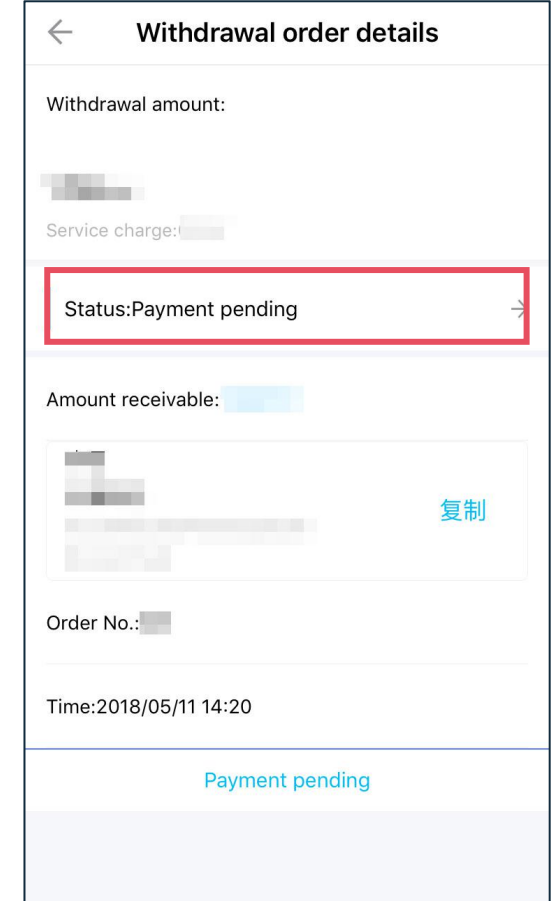 Withdrawal order details
Withdrawal amount:
Service charge:
Status:Payment pending
Amount receivable:
复制
Order No.:
Time:2018/05/11 14:20
Payment pending